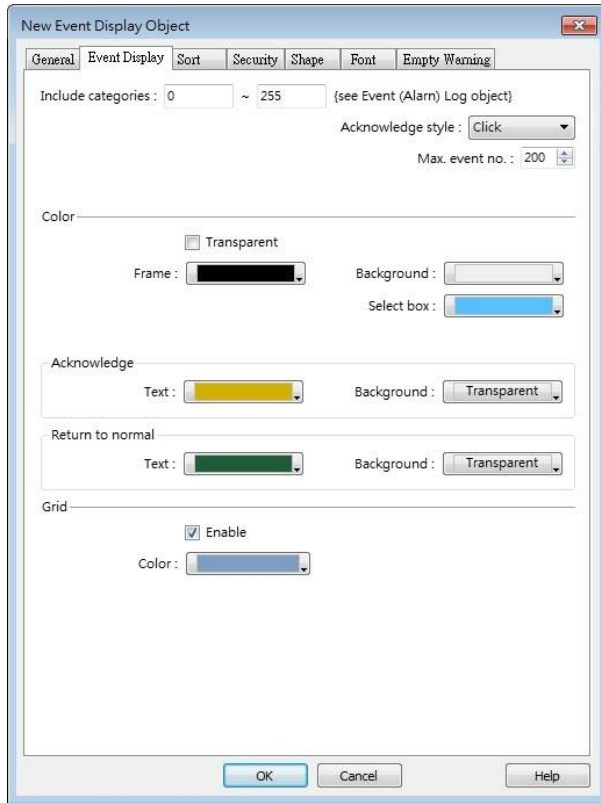 New Event Display Object
General Event Display Sort Security Shape Font Empty Warning
Include categories : 0 ~ 255 {see Event (Alarn) Log object}
Acknowledge style : Click
Max. event no. : 200
Color
Transparent
Frame : Background :
Select box :
Acknowledge
Text : Background : Transparent
Return to normal
Text : Background : Transparent
Grid
Enable
Color :
OK Cancel Help